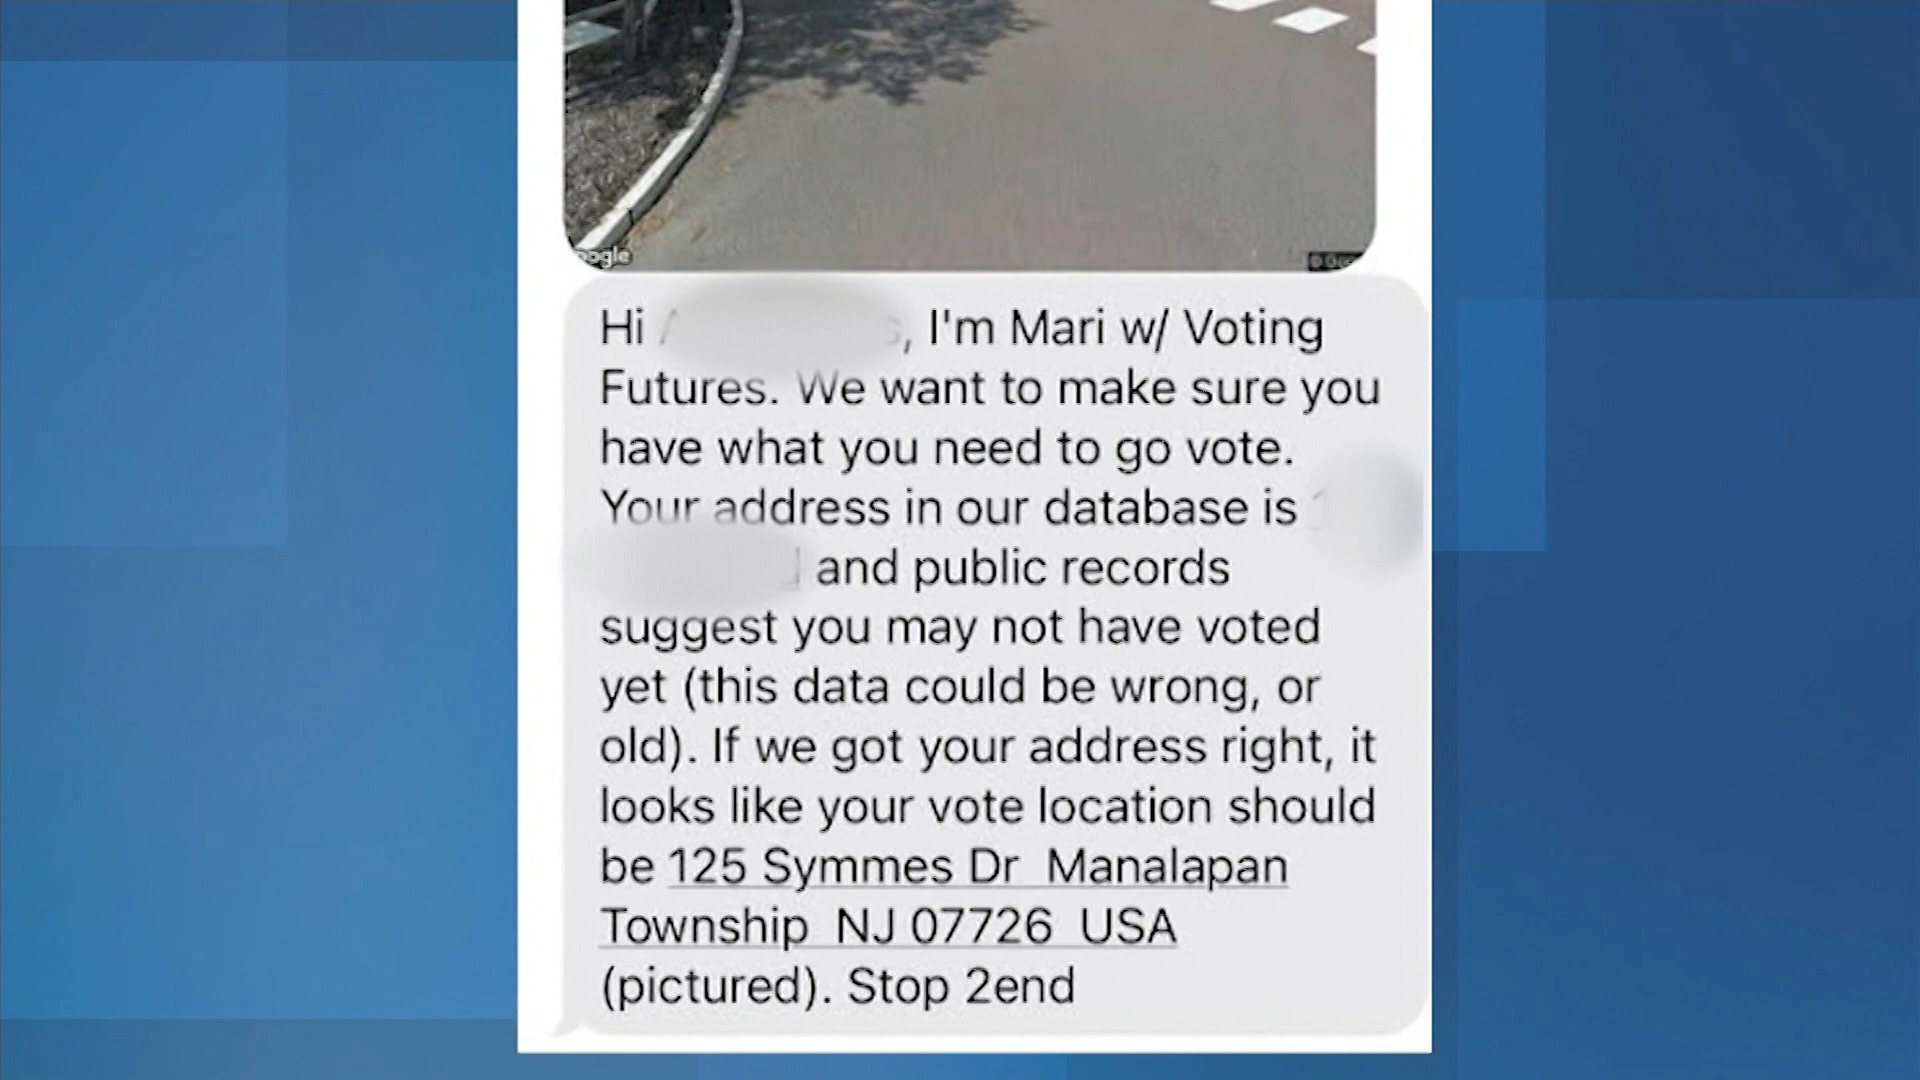 oogle
Hi , I'm Mari w/ Voting
Futures. We want to make sure you
have what you need to go vote.
Your address in our database is
and public records
suggest you may not have voted
yet (this data could be wrong, or
old). If we got your address right, it
looks like your vote location should
be 125 Symmes Dr Manalapan
Township NJ 07726 USA
(pictured). Stop 2end